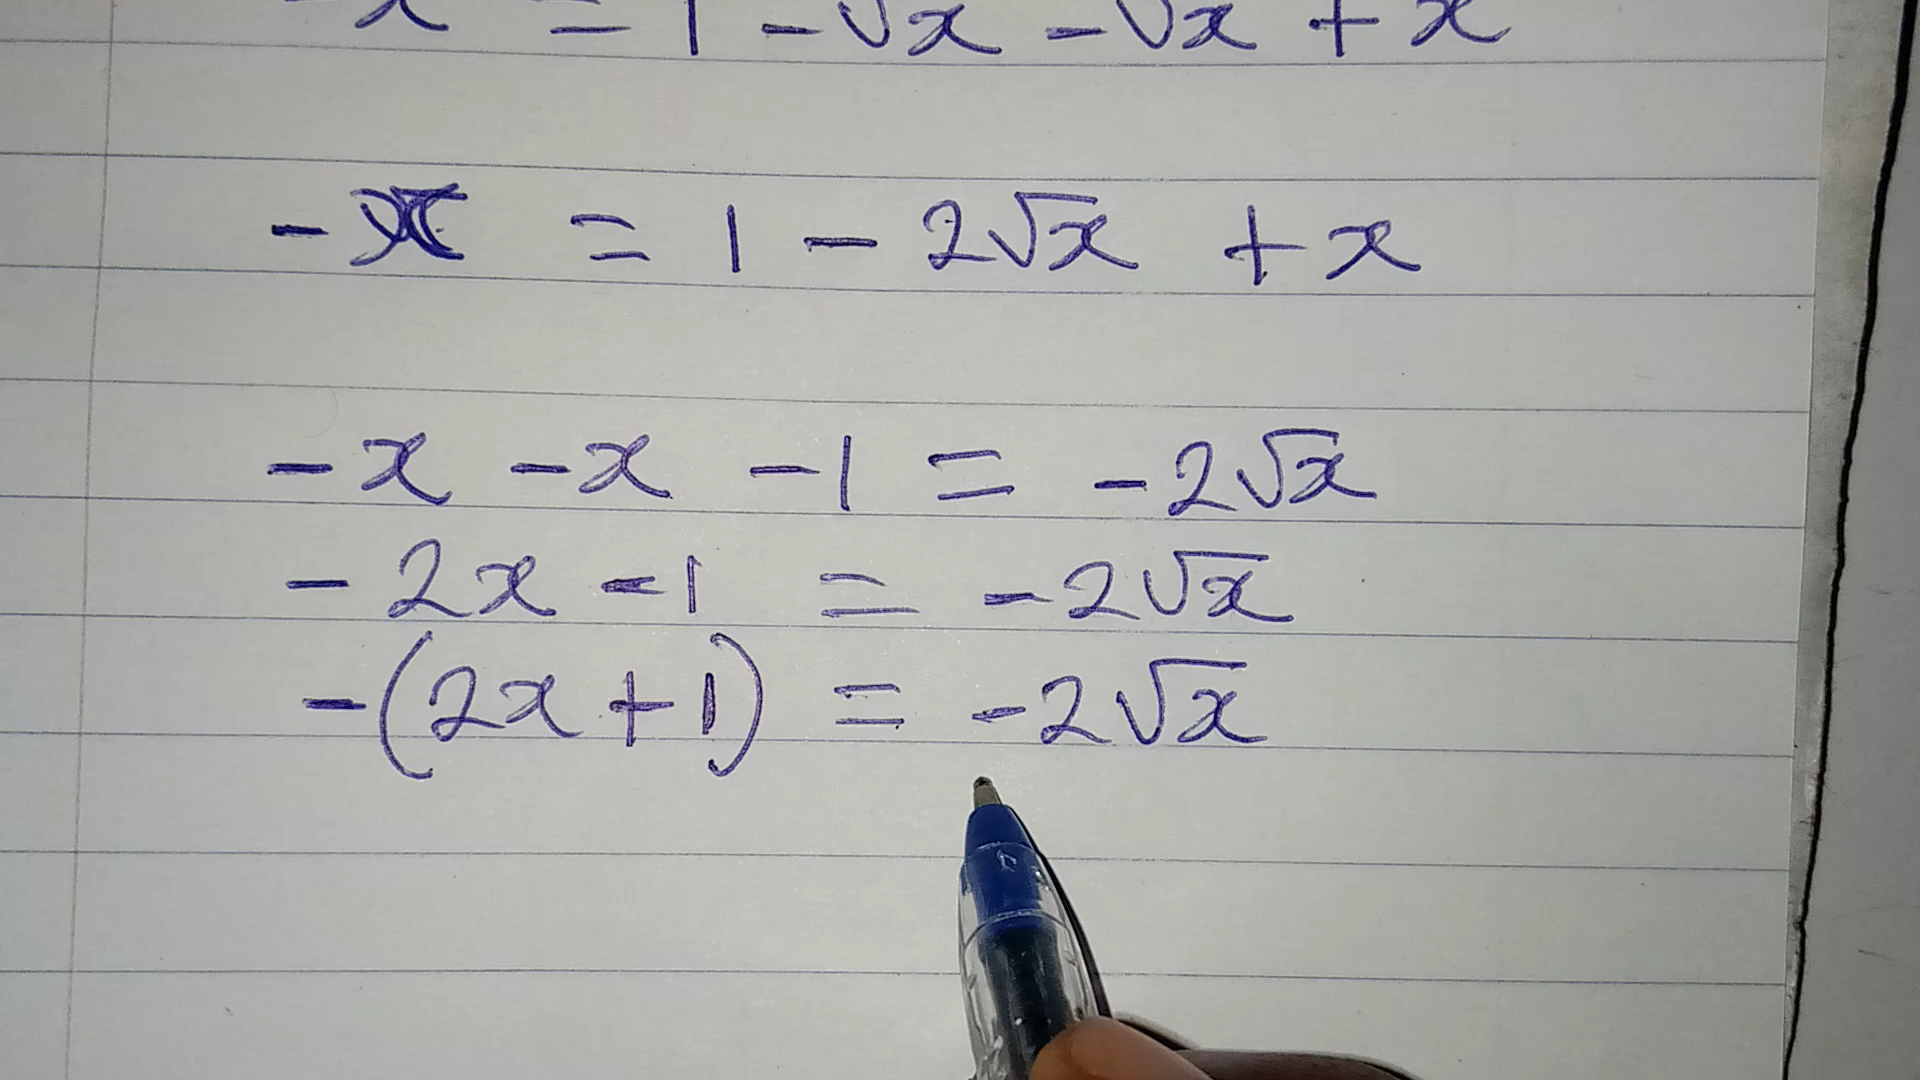 -x = 1 - √x - √x + x
-x = 1 - 2√x + x
-x - x - 1 = -2√x
-2x - 1 = -2√x
-(2x + 1) = -2√x